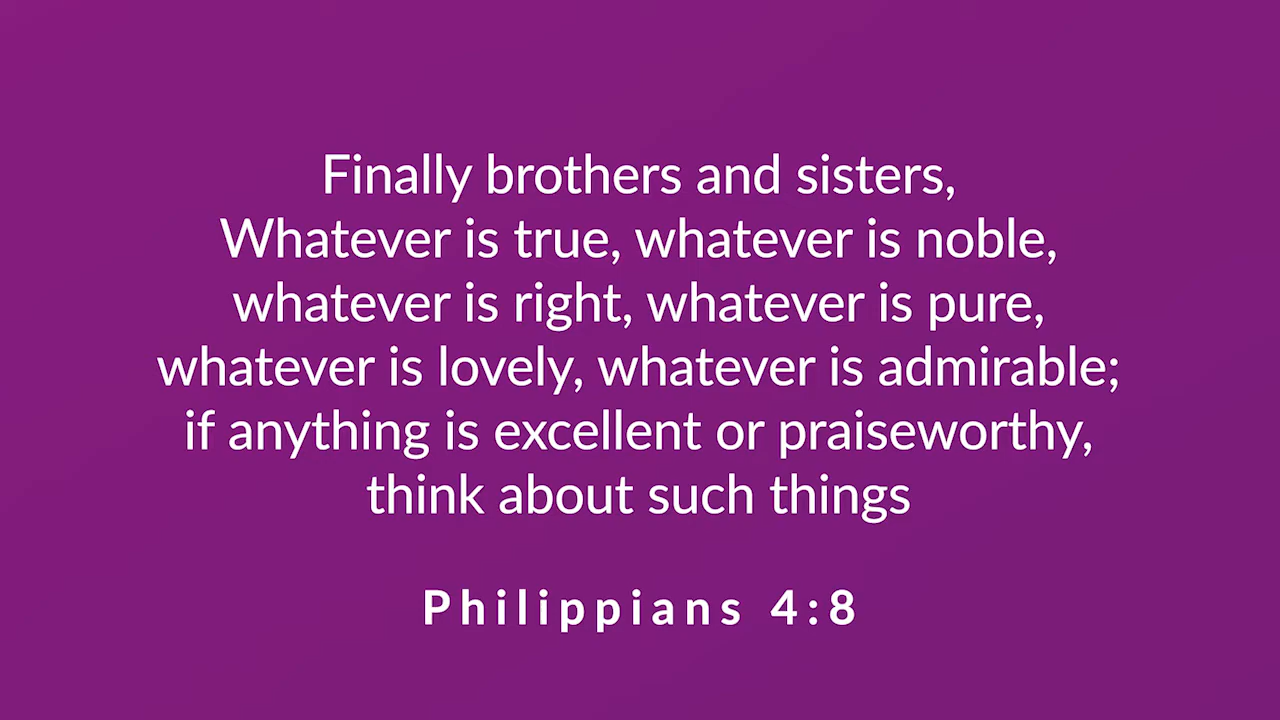 Finally brothers and sisters,
Whatever is true, whatever is noble,
whatever is right, whatever is pure,
whatever is lovely, whatever is admirable;
if anything is excellent or praiseworthy,
think about such things
Philippians 4:8